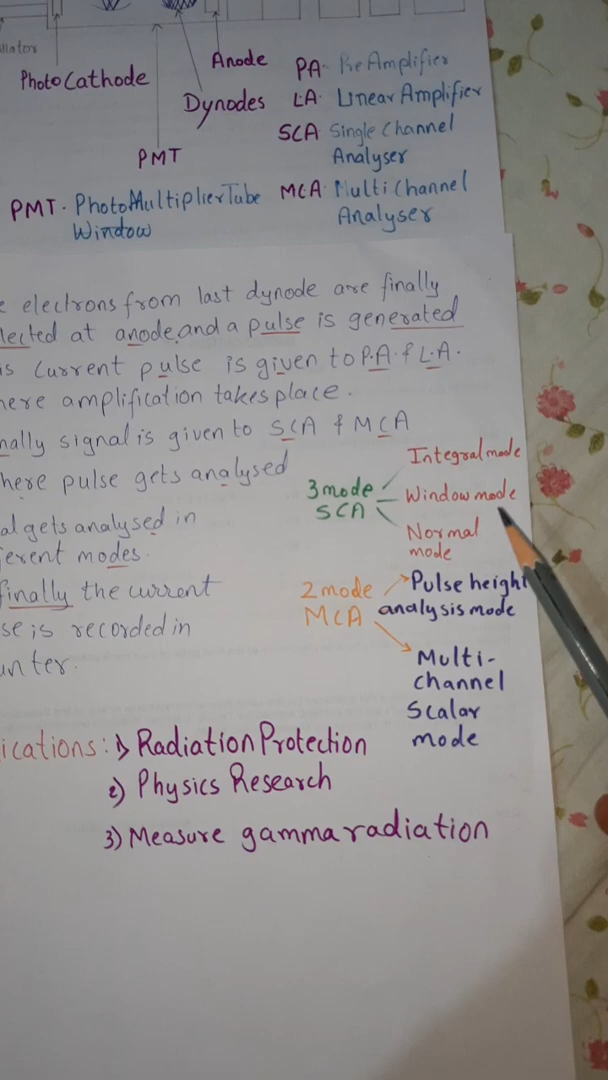 llator
PhotoCathode
Anode
Dynodes
PMT
PMT. PhotoMultiplierTube
Window
PA- PreAmplifier
LA. Linear Amplifier
SCA Single Channel
Analyser
MCA. Multi Channel
Analyser
e electrons from last dynode are finally
lected at anode.and a pulse is generated
is current pulse is given to P.A. & L.A.
here amplification takes place.
nally signal is given to SCA & MCA
here pulse gets analysed
al gets analysed in
ferent modes.
finally the current
se is recorded in
unter.
3 mode
SCA
Integral mode
Window mode
Normal
mode
2 mode
MCA
Pulse height
analysis mode
Multi-
channel
Scalar
mode
ications: 1) Radiation Protection
2) Physics Research
3) Measure gamma radiation